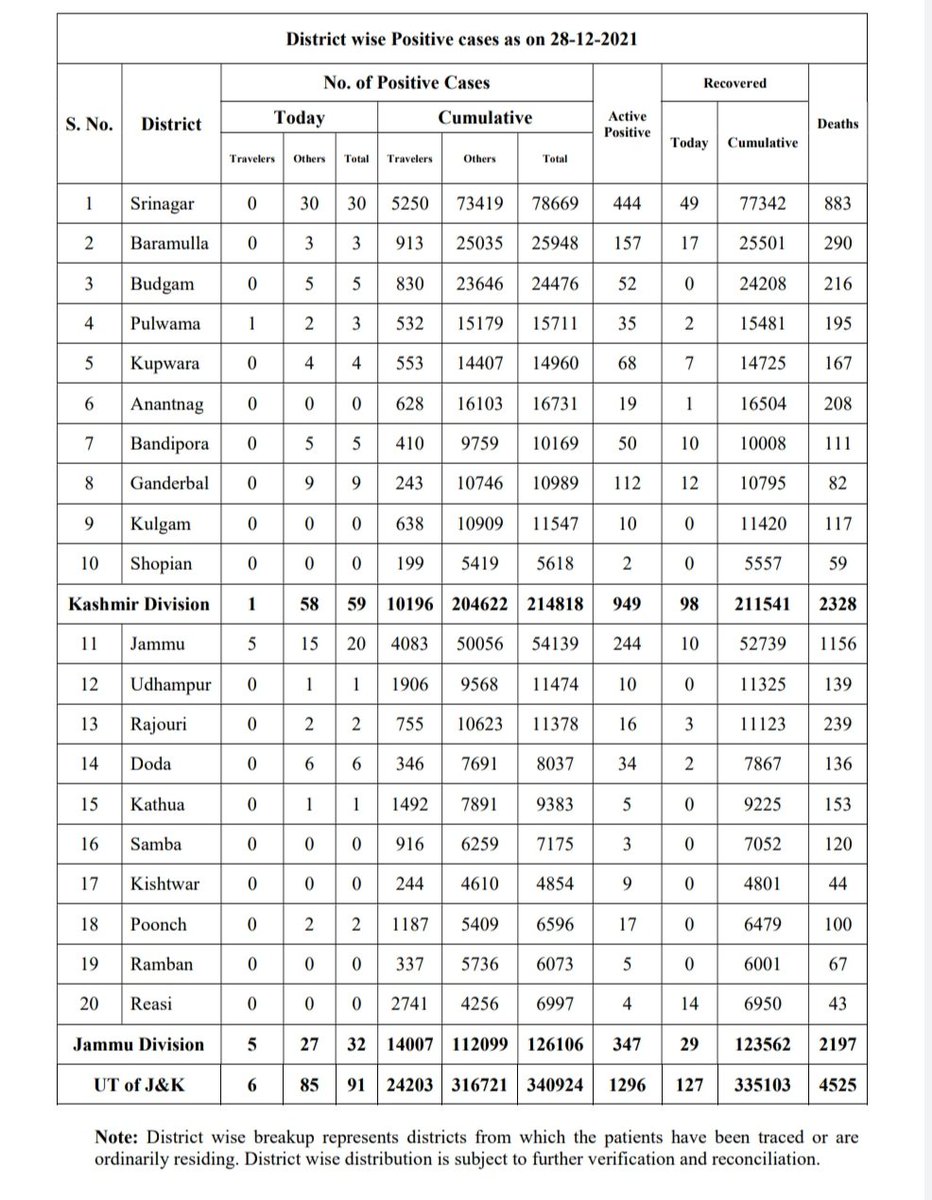 District wise Positive cases as on 28-12-2021
S. No. District No. of Positive Cases Active Positive Recovered Deaths
Today Cumulative Today Cumulative
Travelers Others Total Travelers Others Total
1 Srinagar 0 30 30 5250 73419 78669 444 49 77342 883
2 Baramulla 0 3 3 913 25035 25948 157 17 25501 290
3 Budgam 0 5 5 830 23646 24476 52 0 24208 216
4 Pulwama 1 2 3 532 15179 15711 35 2 15481 195
5 Kupwara 0 4 4 553 14407 14960 68 7 14725 167
6 Anantnag 0 0 0 628 16103 16731 19 1 16504 208
7 Bandipora 0 5 5 410 9759 10169 50 10 10008 111
8 Ganderbal 0 9 9 243 10746 10989 112 12 10795 82
9 Kulgam 0 0 0 638 10909 11547 10 0 11420 117
10 Shopian 0 0 0 199 5419 5618 2 0 5557 59
Kashmir Division 1 58 59 10196 204622 214818 949 98 211541 2328
11 Jammu 5 15 20 4083 50056 54139 244 10 52739 1156
12 Udhampur 0 1 1 1906 9568 11474 10 0 11325 139
13 Rajouri 0 2 2 755 10623 11378 16 3 11123 239
14 Doda 0 6 6 346 7691 8037 34 2 7867 136
15 Kathua 0 1 1 1492 7891 9383 5 0 9225 153
16 Samba 0 0 0 916 6259 7175 3 0 7052 120
17 Kishtwar 0 0 0 244 4610 4854 9 0 4801 44
18 Poonch 0 2 2 1187 5409 6596 17 0 6479 100
19 Ramban 0 0 0 337 5736 6073 5 0 6001 67
20 Reasi 0 0 0 2741 4256 6997 4 14 6950 43
Jammu Division 5 27 32 14007 112099 126106 347 29 123562 2197
UT of J&K 6 85 91 24203 316721 340924 1296 127 335103 4525
Note: District wise breakup represents districts from which the patients have been traced or are
ordinarily residing. District wise distribution is subject to further verification and reconciliation.